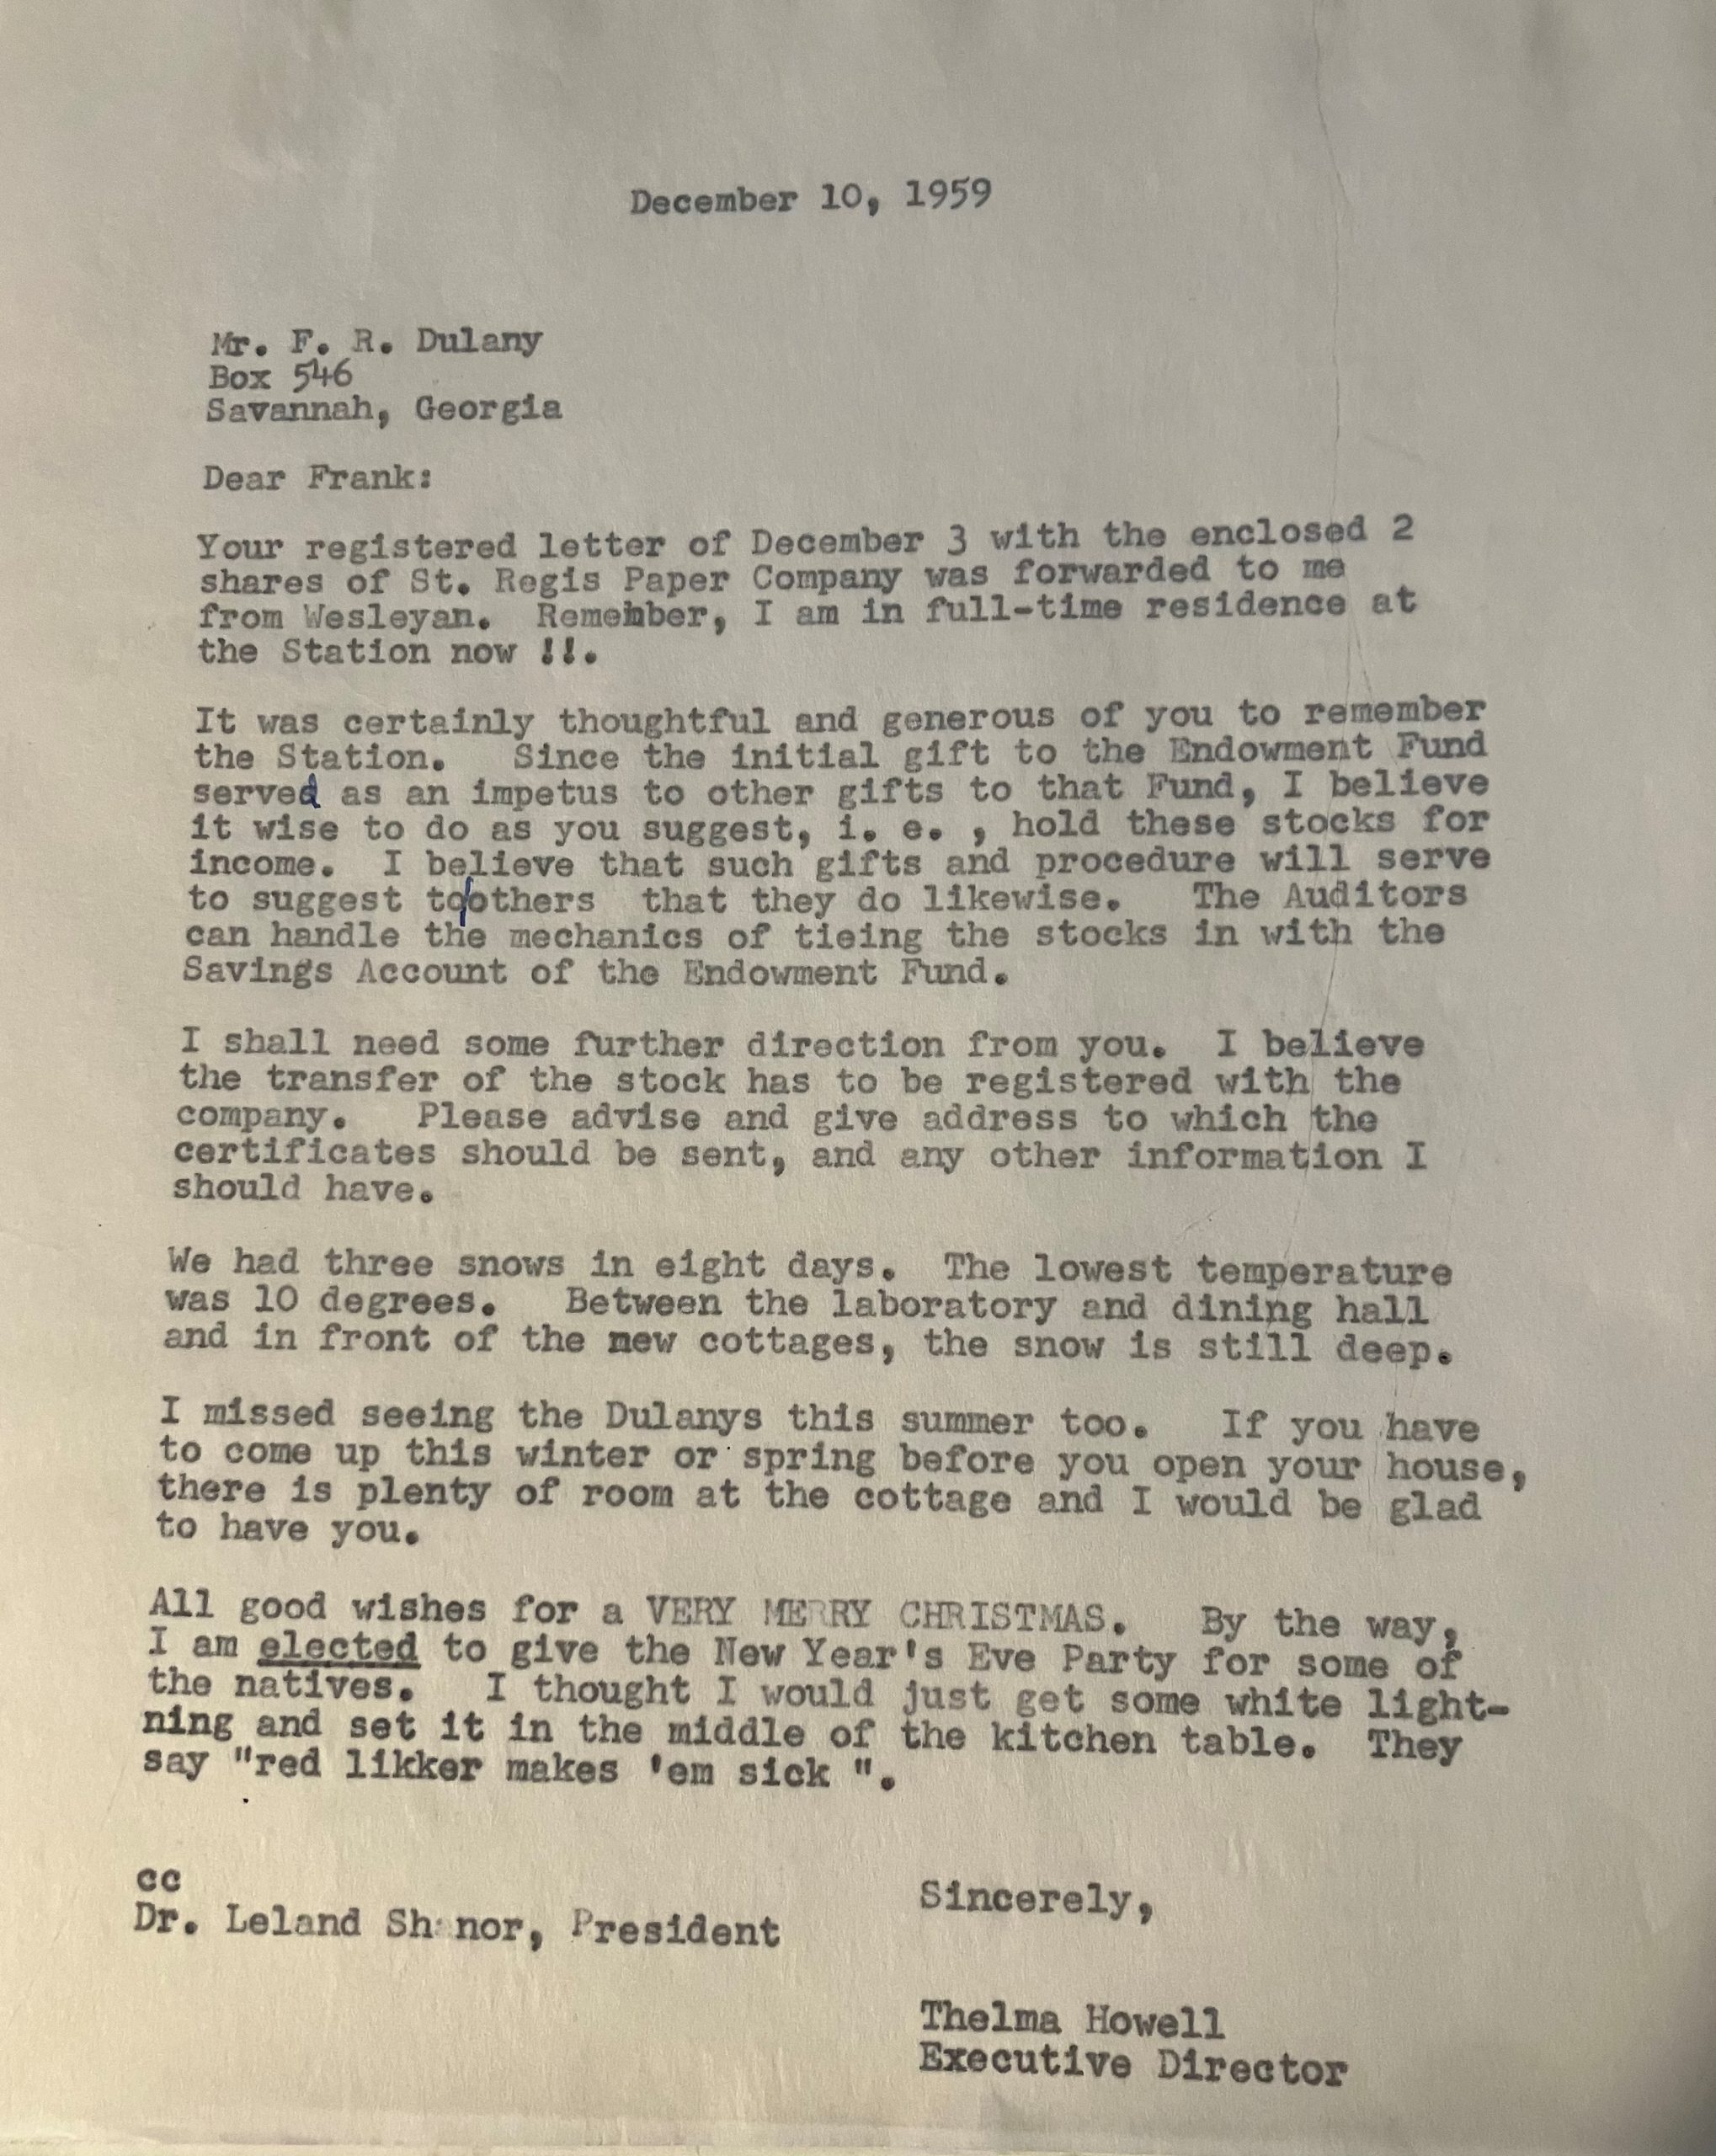 December 10, 1959
Mr. F. R. Dulany
Box 546
Savannah, Georgia
Dear Frank:
Your registered letter of December 3 with the enclosed 2
shares of St. Regis Paper Company was forwarded to me
from Wesleyan. Remember, I am in full-time residence at
the Station now !!.
It was certainly thoughtful and generous of you to remember
the Station. Since the initial gift to the Endowment Fund
served as an impetus to other gifts to that Fund, I believe
it wise to do as you suggest, i. e. , hold these stocks for
income. I believe that such gifts and procedure will serve
to suggest to others that they do likewise. The Auditors
can handle the mechanics of tieing the stocks in with the
Savings Account of the Endowment Fund.
I shall need some further direction from you. I believe
the transfer of the stock has to be registered with the
company. Please advise and give address to which the
certificates should be sent, and any other information I
should have.
We had three snows in eight days. The lowest temperature
was 10 degrees. Between the laboratory and dining hall
and in front of the new cottages, the snow is still deep.
I missed seeing the Dulanys this summer too. If you have
to come up this winter or spring before you open your house,
there is plenty of room at the cottage and I would be glad
to have you.
All good wishes for a VERY MERRY CHRISTMAS. By the way,
I am elected to give the New Year's Eve Party for some of
the natives. I thought I would just get some white light-
ning and set it in the middle of the kitchen table. They
say "red likker makes 'em sick ".
cc
Dr. Leland Shanor, President
Sincerely,
Thelma Howell
Executive Director